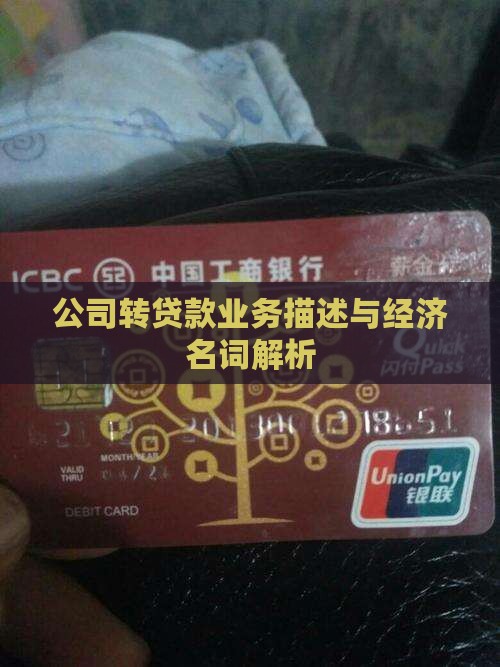 ICBC 中国工商银行
公司转贷款业务描述与经济
名词解析
Quick
闪付Pass
MONTH/YEAR
VALID
THRU
DEBIT CARD
UnionPay
银联